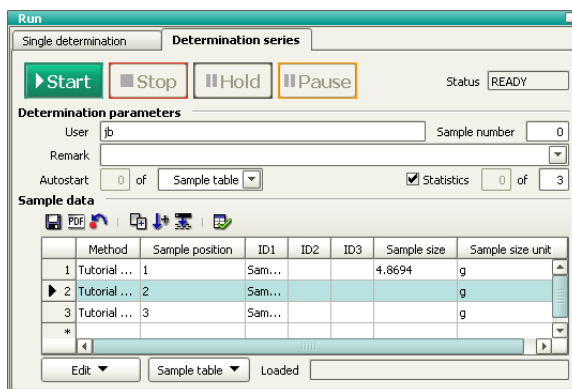 Run
Single determination Determination series
Start Stop Hold Pause Status READY
Determination parameters
User jb Sample number 0
Remark
Autostart 0 of Sample table Statistics 0 of 3
Sample data
PDF
Method Sample position ID1 ID2 ID3 Sample size Sample size unit
1 Tutorial ... 1 Sam... 4.8694 g
2 Tutorial ... 2 Sam... g
3 Tutorial ... 3 Sam... g
*
Edit Sample table Loaded